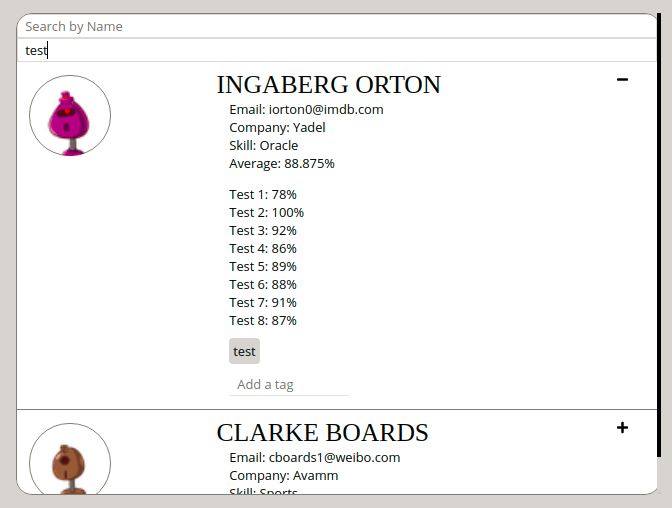 Search by Name
test
INGABERG ORTON
Email: iorton0@imdb.com
Company: Yadel
Skill: Oracle
Average: 88.875%
Test 1: 78%
Test 2: 100%
Test 3: 92%
Test 4: 86%
Test 5: 89%
Test 6: 88%
Test 7: 91%
Test 8: 87%
test
Add a tag
CLARKE BOARDS
Email: cboards1@weibo.com
Company: Avamm
Skill: Sports